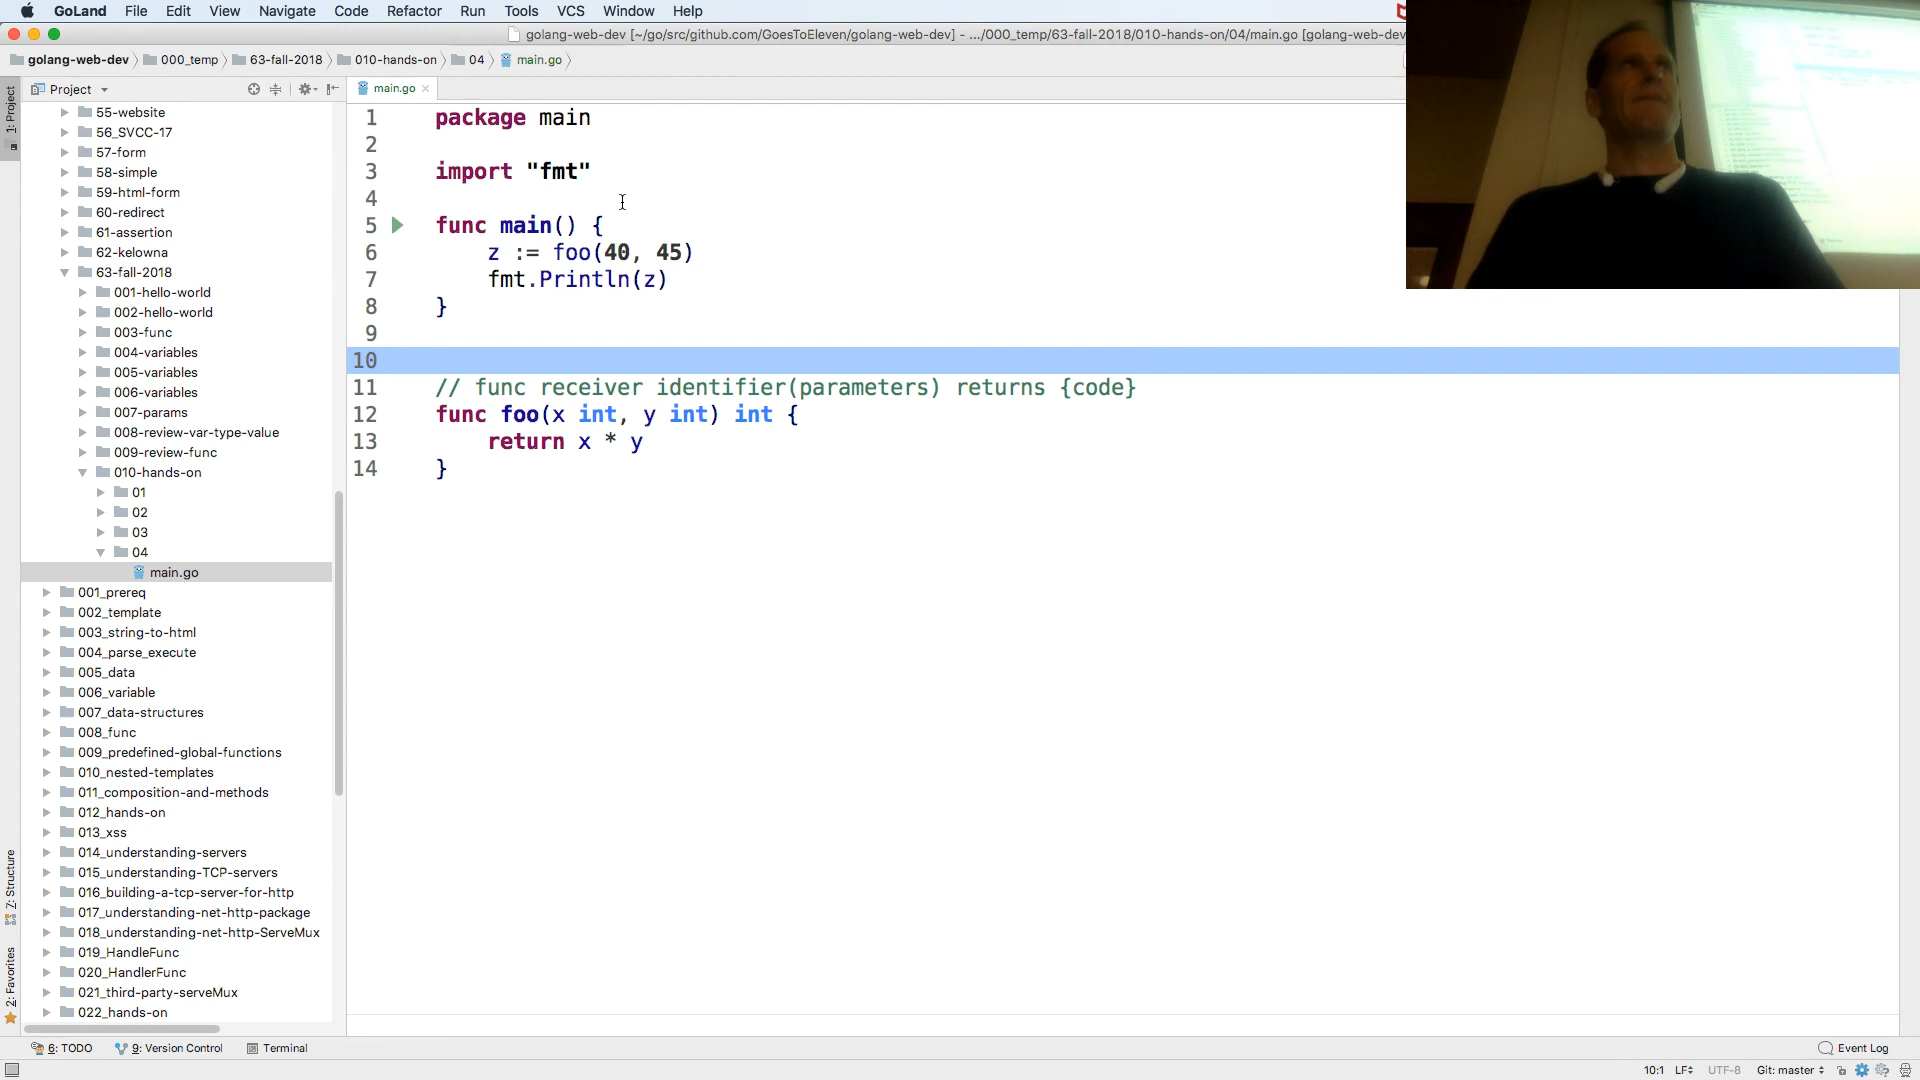 GoLand File Edit View Navigate Code Refactor Run Tools VCS Window Help
golang-web-dev [~/go/src/github.com/GoesToEleven/golang-web-dev] - .../000_temp/63-fall-2018/010-hands-on/04/main.go [golang-web-dev
golang-web-dev 000_temp 63-fall-2018 010-hands-on 04 main.go
Project
main.go
1: Project
55-website
56_SVCC-17
57-form
58-simple
59-html-form
60-redirect
61-assertion
62-kelowna
63-fall-2018
001-hello-world
002-hello-world
003-func
004-variables
005-variables
006-variables
007-params
008-review-var-type-value
009-review-func
010-hands-on
01
02
03
04
main.go
001_prereq
002_template
003_string-to-html
004_parse_execute
005_data
006_variable
007_data-structures
008_func
009_predefined-global-functions
010_nested-templates
011_composition-and-methods
012_hands-on
013_xss
014_understanding-servers
015_understanding-TCP-servers
016_building-a-tcp-server-for-http
017_understanding-net-http-package
018_understanding-net-http-ServeMux
019_HandleFunc
020_HandlerFunc
021_third-party-serveMux
022_hands-on
7: Structure
2: Favorites
1 package main
2
3 import "fmt"
4
5 func main() {
6 z := foo(40, 45)
7 fmt.Println(z)
8 }
9
10
11 // func receiver identifier(parameters) returns {code}
12 func foo(x int, y int) int {
13 return x * y
14 }
6: TODO 9: Version Control Terminal Event Log
10:1 LF UTF-8 Git: master